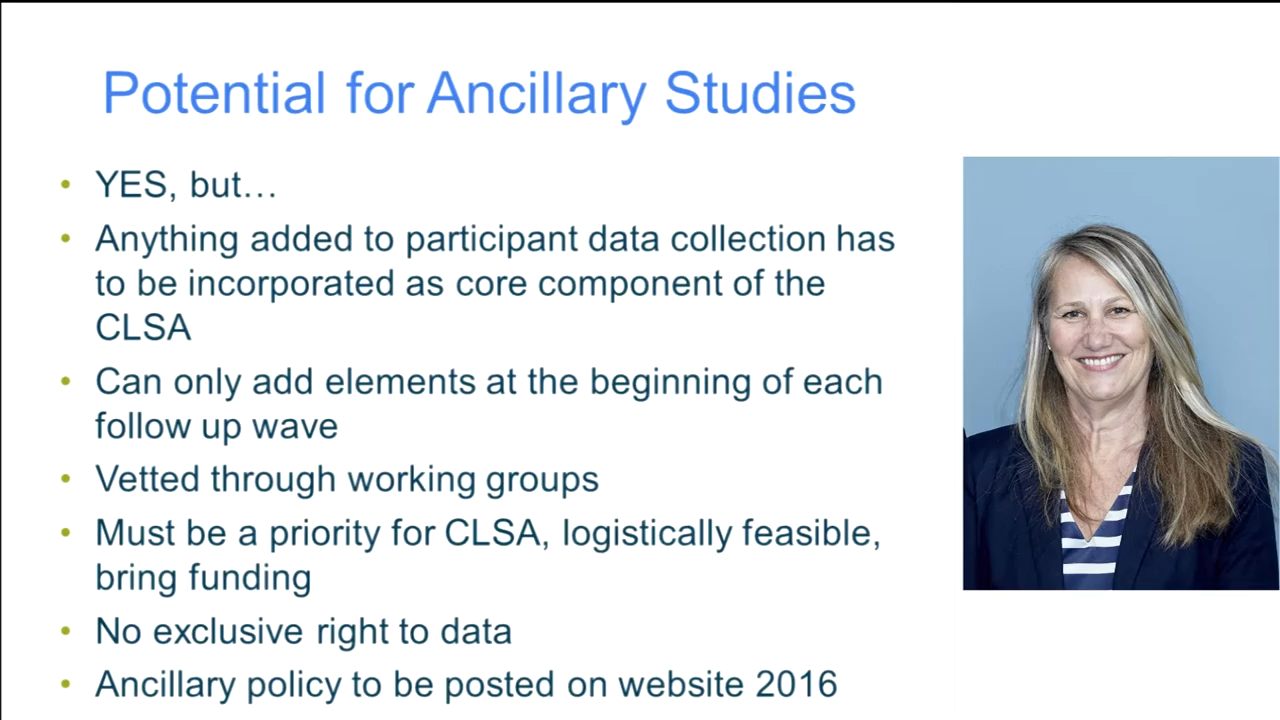 Potential for Ancillary Studies
• YES, but…
• Anything added to participant data collection has
to be incorporated as core component of the
CLSA
• Can only add elements at the beginning of each
follow up wave
• Vetted through working groups
• Must be a priority for CLSA, logistically feasible,
bring funding
• No exclusive right to data
• Ancillary policy to be posted on website 2016